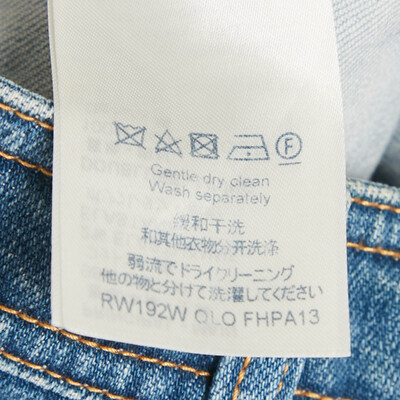 F
Gentle dry clean
Wash separately
缓和干洗
和其他衣物分开洗涤
弱流でドライクリーニング
他の物と分けて洗濯してください
RW192W OLO FHPA13